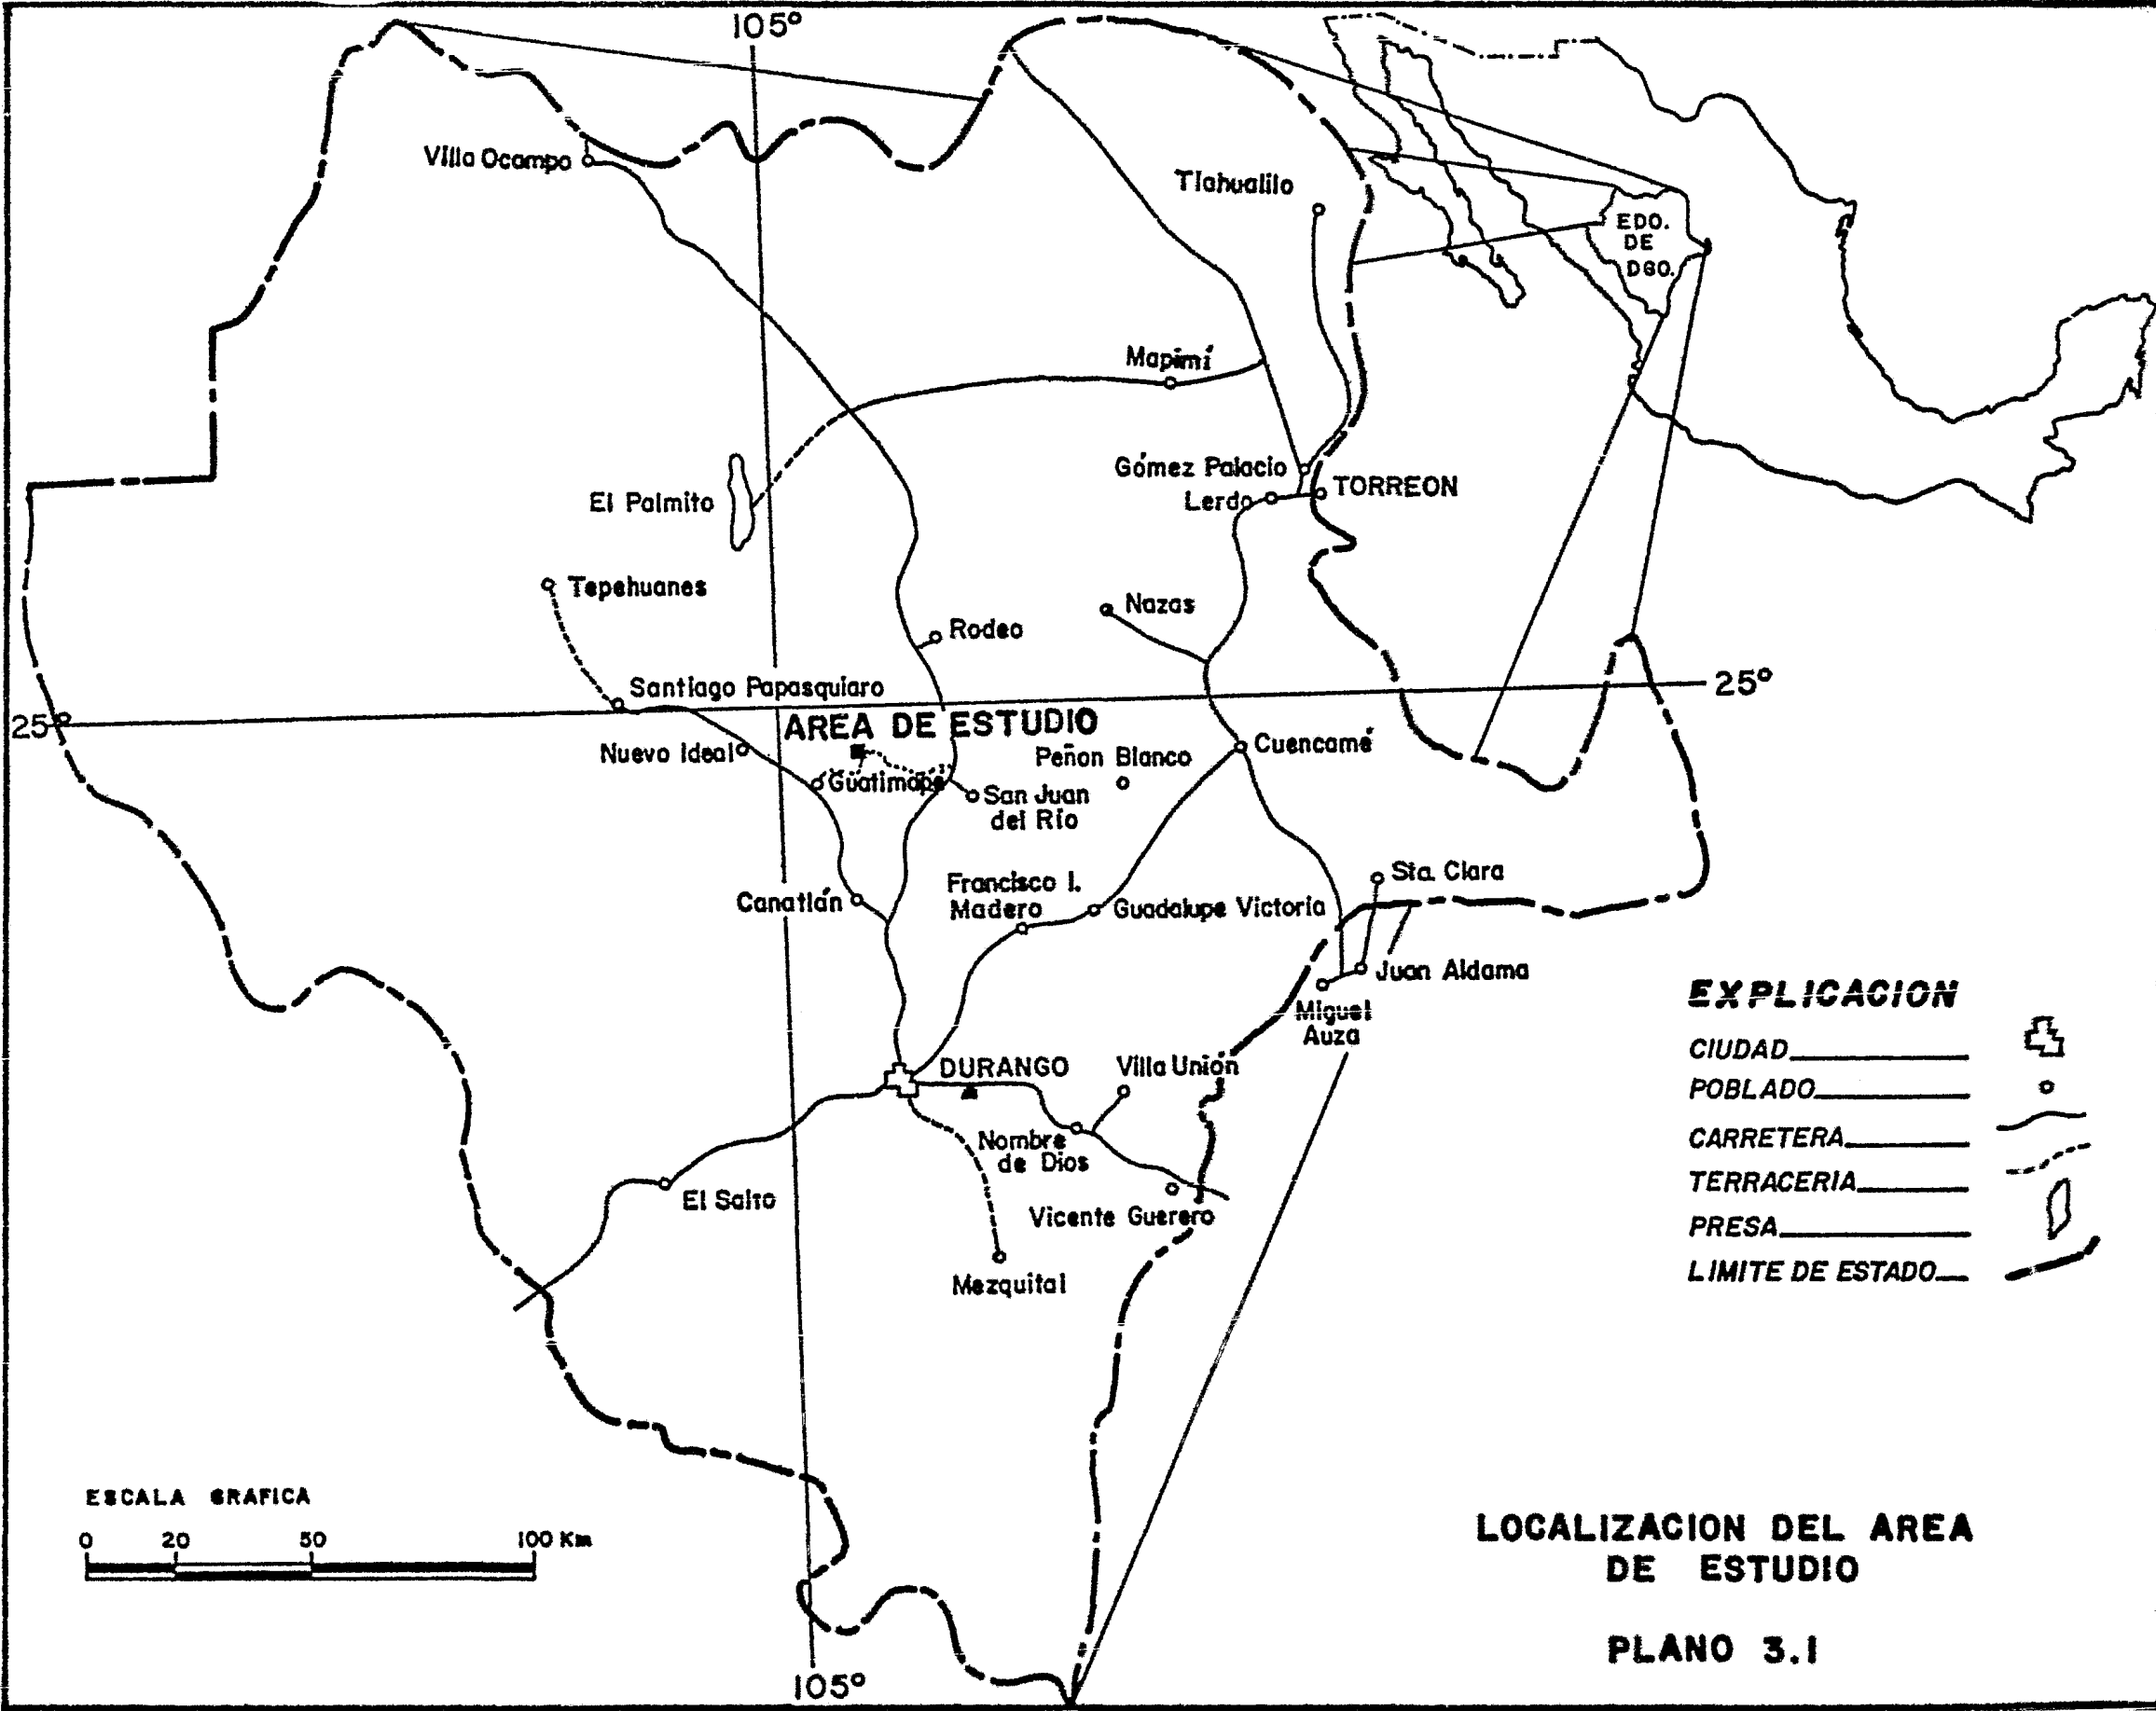 105°
Villa Ocampo
Tlahualilo
EDO.
DE
DGO.
Mapimí
Gómez Palacio
Lerdo
TORREON
El Palmito
Tepehuanes
Nazas
Rodeo
Santiago Papasquiaro
25°
25
AREA DE ESTUDIO
Nuevo Ideal
Peñon Blanco
Cuencamé
Guatimapé
San Juan
del Río
Sta. Clara
Francisco I.
Madero
Canatlán
Guadalupe Victoria
Juan Aldama
Miguel
Auza
EXPLICACION
CIUDAD
POBLADO
CARRETERA
TERRACERIA
PRESA
LIMITE DE ESTADO
DURANGO
Villa Unión
Nombre
de Dios
El Salto
Vicente Guerrero
Mezquital
ESCALA GRAFICA
0 20 50 100 Km
LOCALIZACION DEL AREA
DE ESTUDIO
PLANO 3.1
105°